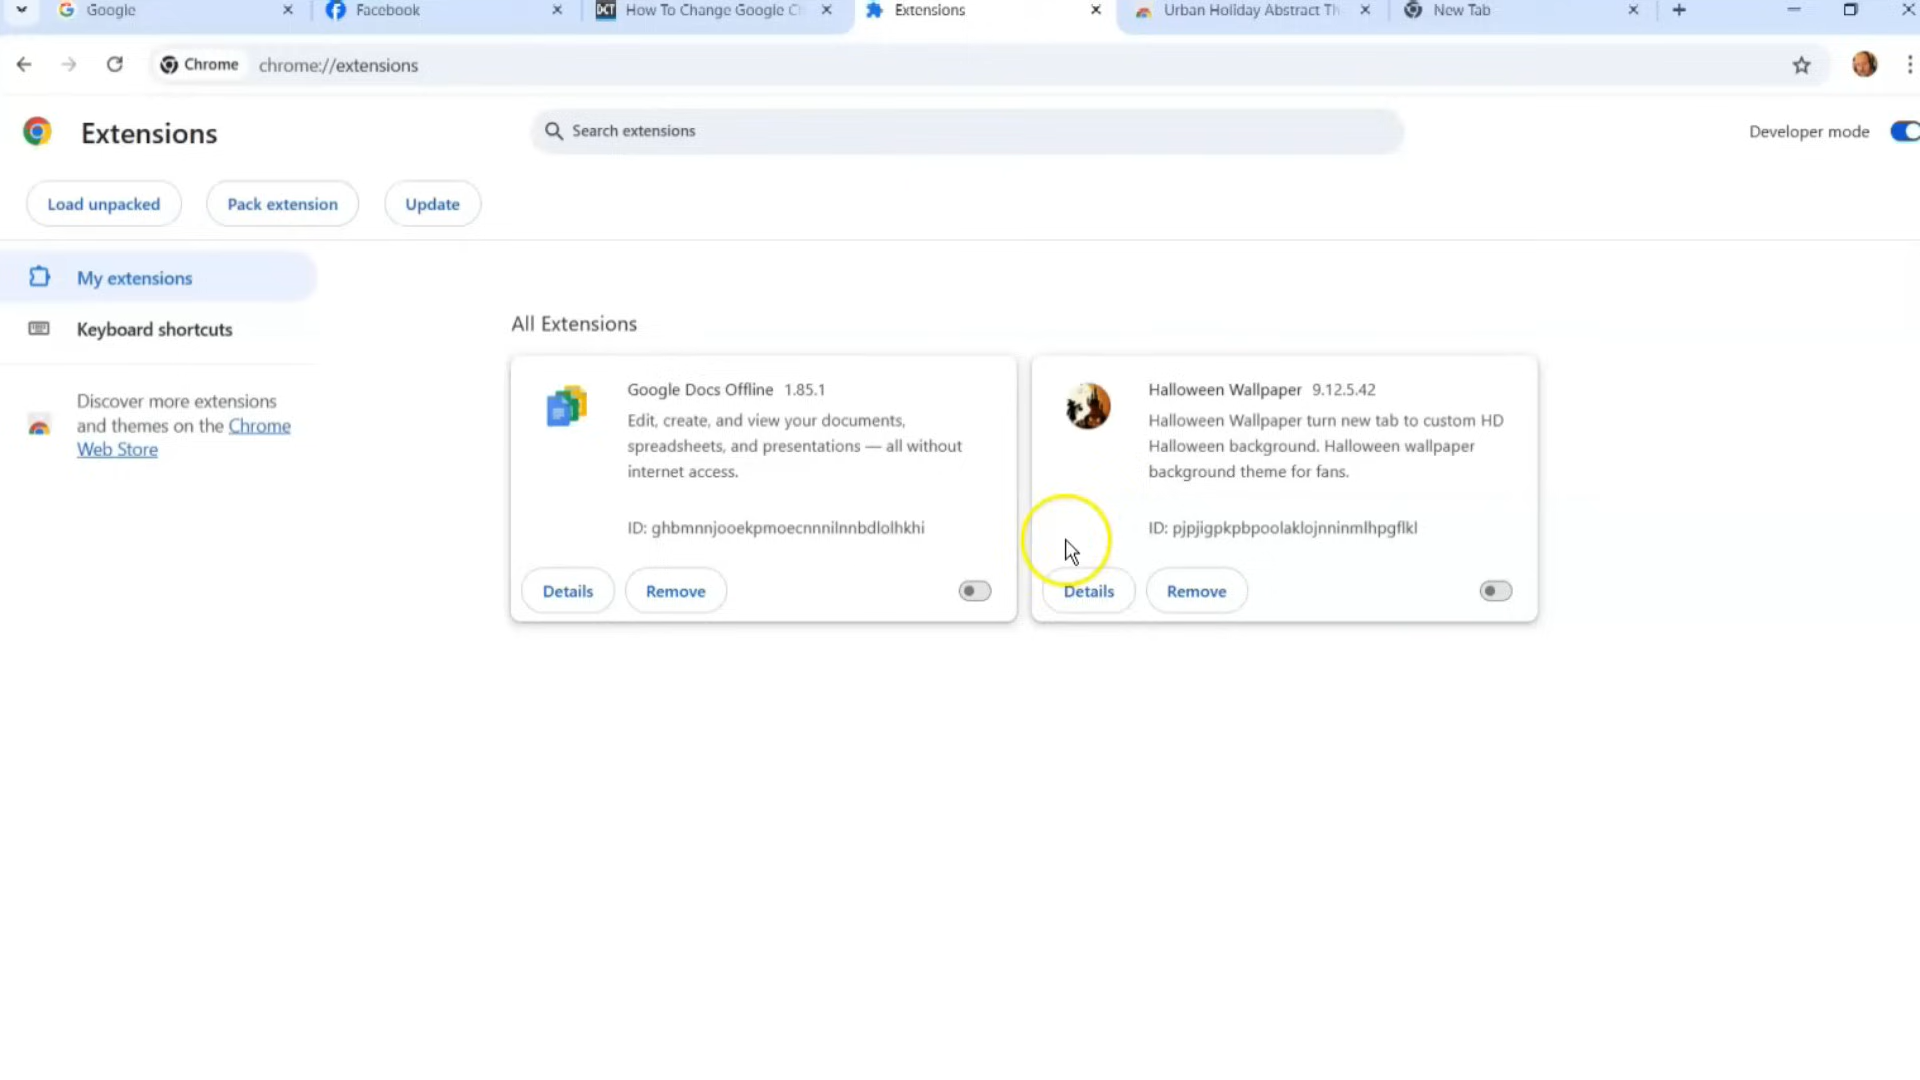 Google
Facebook
How To Change Google Ch
Extensions
Urban Holiday Abstract Th
New Tab
Chrome
chrome://extensions
Extensions
Search extensions
Developer mode
Load unpacked
Pack extension
Update
My extensions
Keyboard shortcuts
Discover more extensions
and themes on the Chrome
Web Store
All Extensions
Google Docs Offline 1.85.1
Edit, create, and view your documents,
spreadsheets, and presentations — all without
internet access.
ID: ghbmnnjooekpmoecnnnilnnbdlolhkhi
Details
Remove
Halloween Wallpaper 9.12.5.42
Halloween Wallpaper turn new tab to custom HD
Halloween background. Halloween wallpaper
background theme for fans.
ID: pjpjigpkpbpoolaklojnninmlhpgflkl
Details
Remove